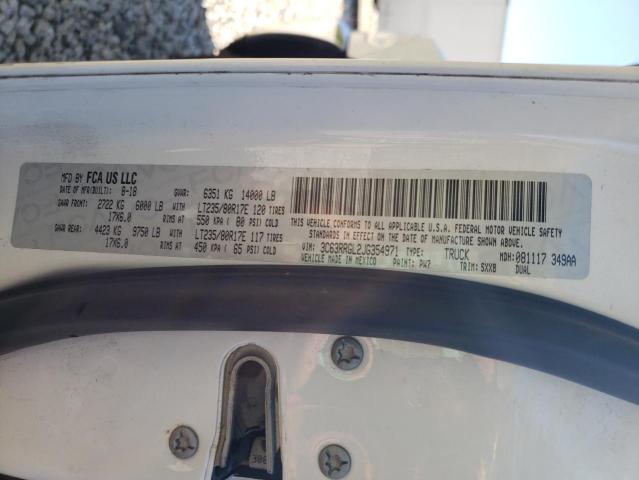 MFD BY FCA US LLC
DATE OF MFR(BUILT): 8-18 GVWR: 6351 KG 14000 LB
GAWR FRONT: 2722 KG 6000 LB WITH LT235/80R17E 120 TIRES
17X6.0 RIMS AT 550 KPA ( 80 PSI) COLD
GAWR REAR: 4423 KG 9750 LB WITH LT235/80R17E 117 TIRES
17X6.0 RIMS AT 450 KPA ( 65 PSI) COLD
THIS VEHICLE CONFORMS TO ALL APPLICABLE U.S.A. FEDERAL MOTOR VEHICLE SAFETY
STANDARDS IN EFFECT ON THE DATE OF MANUFACTURE SHOWN ABOVE.
VIN: 3C63RRGL2JG354971 TYPE: TRUCK MDH: 081117 349AA
VEHICLE MADE IN MEXICO PAINT: PW7 TRIM: SXX8 DUAL